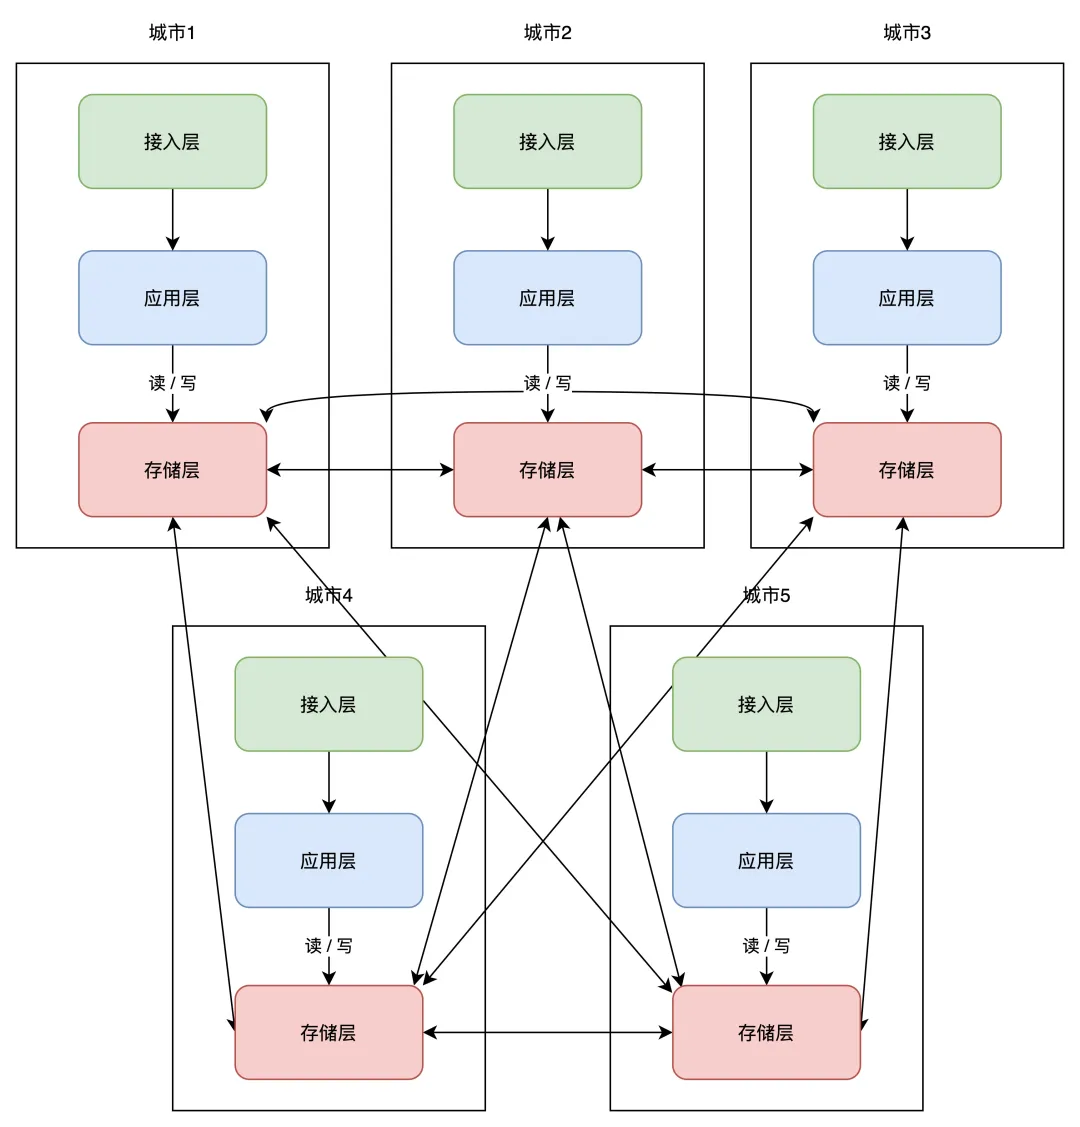 城市1
城市2
城市3
接入层
接入层
接入层
应用层
应用层
应用层
读 / 写
读 / 写
读 / 写
存储层
存储层
存储层
城市4
城市5
接入层
接入层
应用层
应用层
读 / 写
读 / 写
存储层
存储层